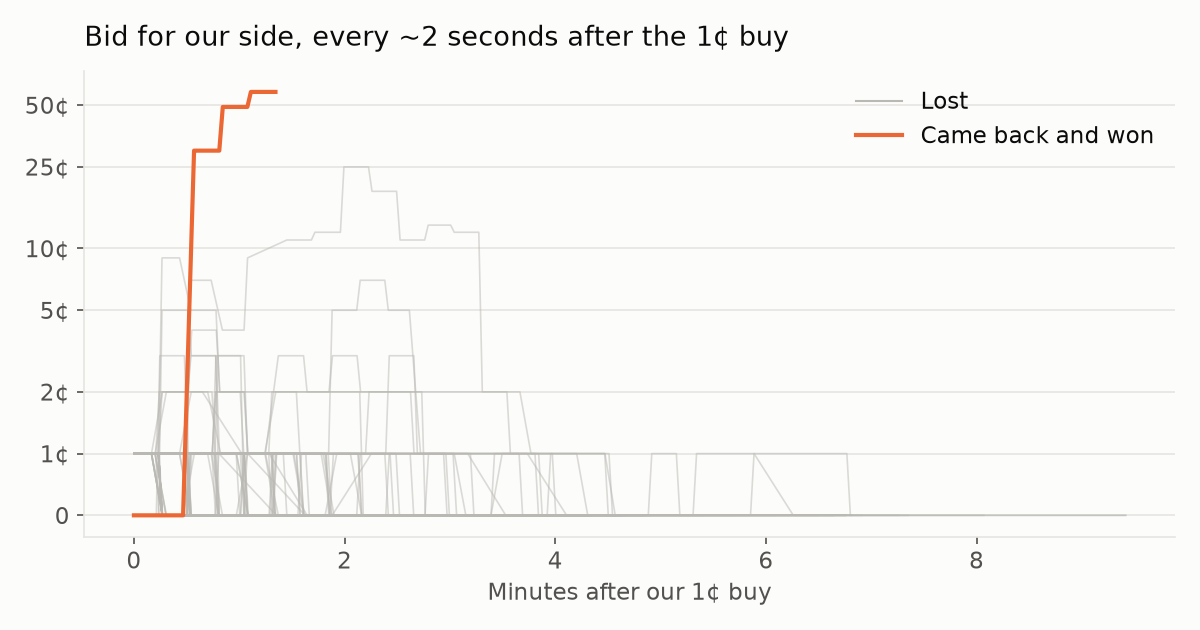 Bid for our side, every ~2 seconds after the 1¢ buy
50¢
25¢
10¢
5¢
2¢
1¢
0
Lost
Came back and won
0 2 4 6 8
Minutes after our 1¢ buy